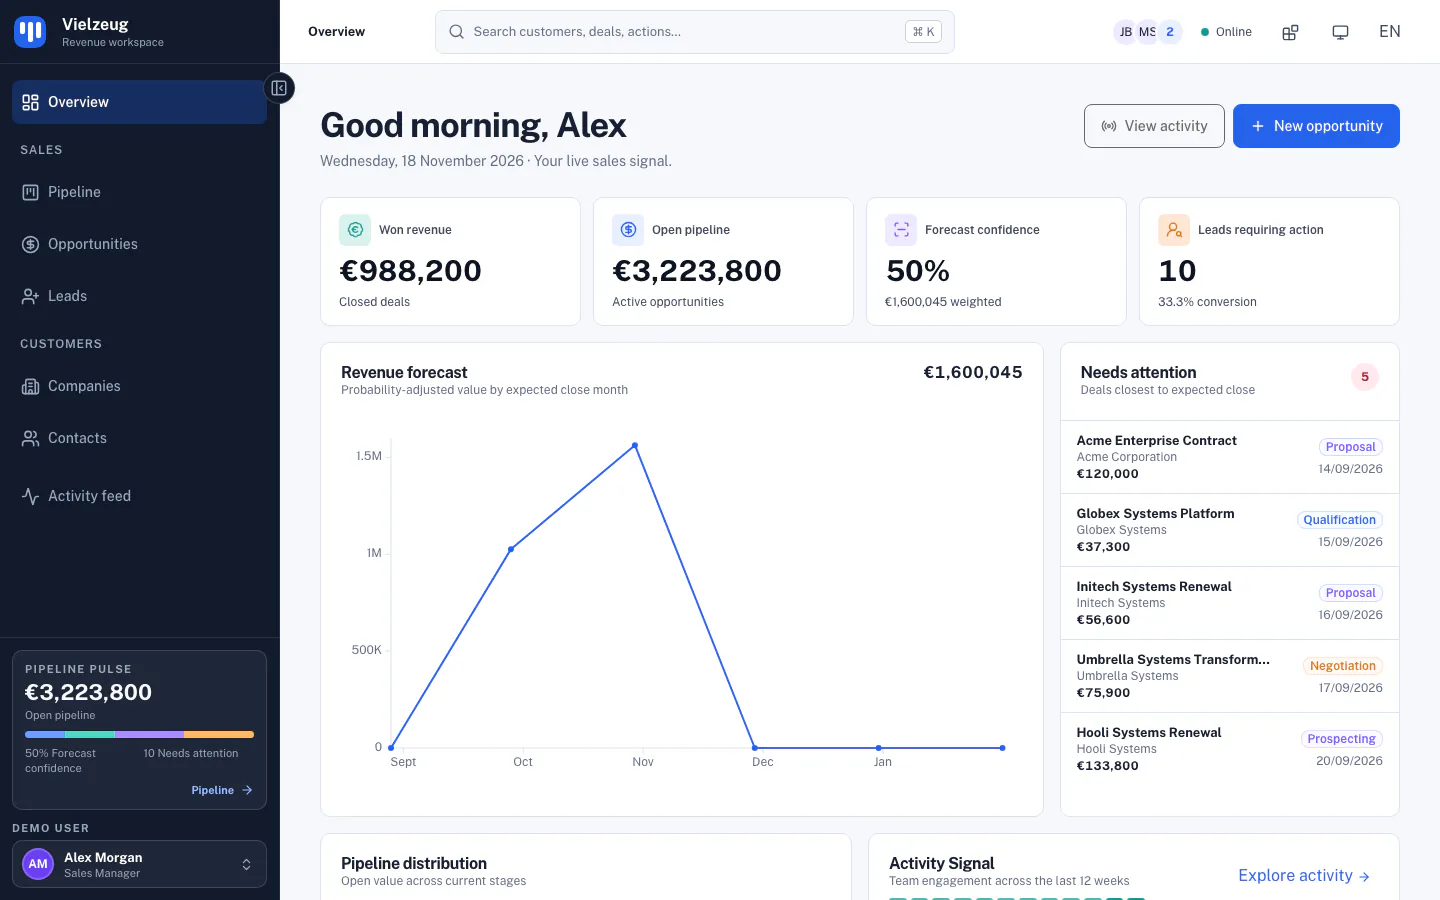 Vielzeug
Revenue workspace
Overview
SALES
Pipeline
Opportunities
Leads
CUSTOMERS
Companies
Contacts
Activity feed
PIPELINE PULSE
€3,223,800
Open pipeline
50% Forecast confidence
10 Needs attention
Pipeline →
DEMO USER
AM
Alex Morgan
Sales Manager
Overview
Search customers, deals, actions...
⌘ K
JB MS 2
Online
EN
Good morning, Alex
Wednesday, 18 November 2026 · Your live sales signal.
View activity
+ New opportunity
Won revenue
€988,200
Closed deals
Open pipeline
€3,223,800
Active opportunities
Forecast confidence
50%
€1,600,045 weighted
Leads requiring action
10
33.3% conversion
Revenue forecast
€1,600,045
Probability-adjusted value by expected close month
1.5M
1M
500K
0
Sept Oct Nov Dec Jan
Needs attention
5
Deals closest to expected close
Acme Enterprise Contract
Acme Corporation
€120,000
Proposal
14/09/2026
Globex Systems Platform
Globex Systems
€37,300
Qualification
15/09/2026
Initech Systems Renewal
Initech Systems
€56,600
Proposal
16/09/2026
Umbrella Systems Transform...
Umbrella Systems
€75,900
Negotiation
17/09/2026
Hooli Systems Renewal
Hooli Systems
€133,800
Prospecting
20/09/2026
Pipeline distribution
Open value across current stages
Activity Signal
Team engagement across the last 12 weeks
Explore activity →